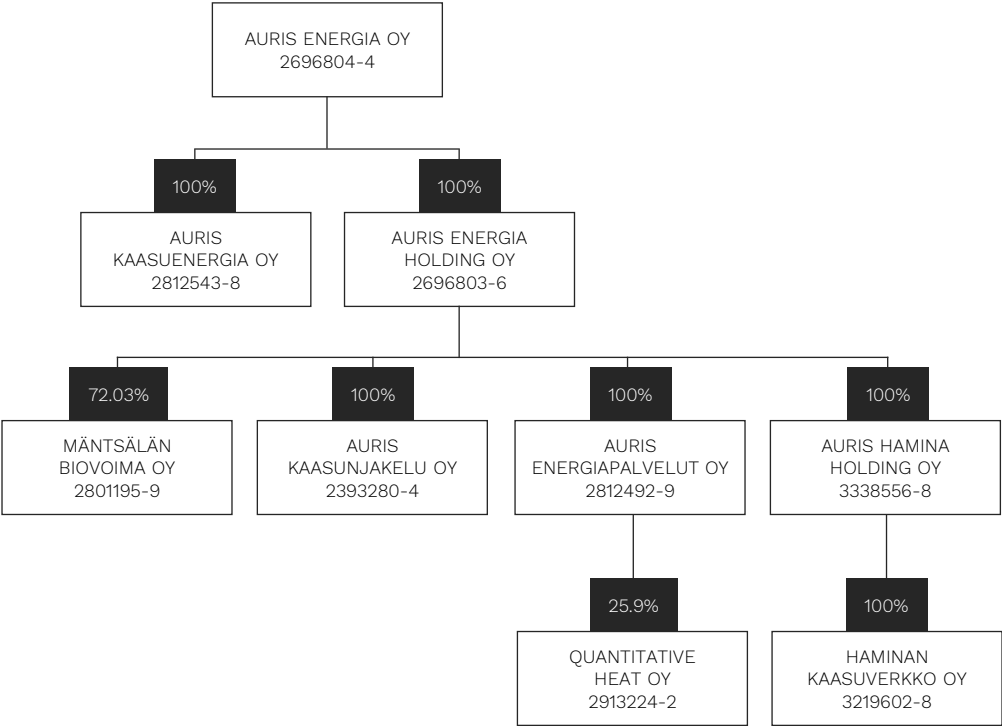 AURIS ENERGIA OY
2696804-4
100%
100%
AURIS
KAASUENERGIA OY
2812543-8
AURIS ENERGIA
HOLDING OY
2696803-6
72.03%
100%
100%
100%
MÄNTSÄLÄN
BIOVOIMA OY
2801195-9
AURIS
KAASUNJAKELU OY
2393280-4
AURIS
ENERGIAPALVELUT OY
2812492-9
AURIS HAMINA
HOLDING OY
3338556-8
25.9%
100%
QUANTITATIVE
HEAT OY
2913224-2
HAMINAN
KAASUVERKKO OY
3219602-8